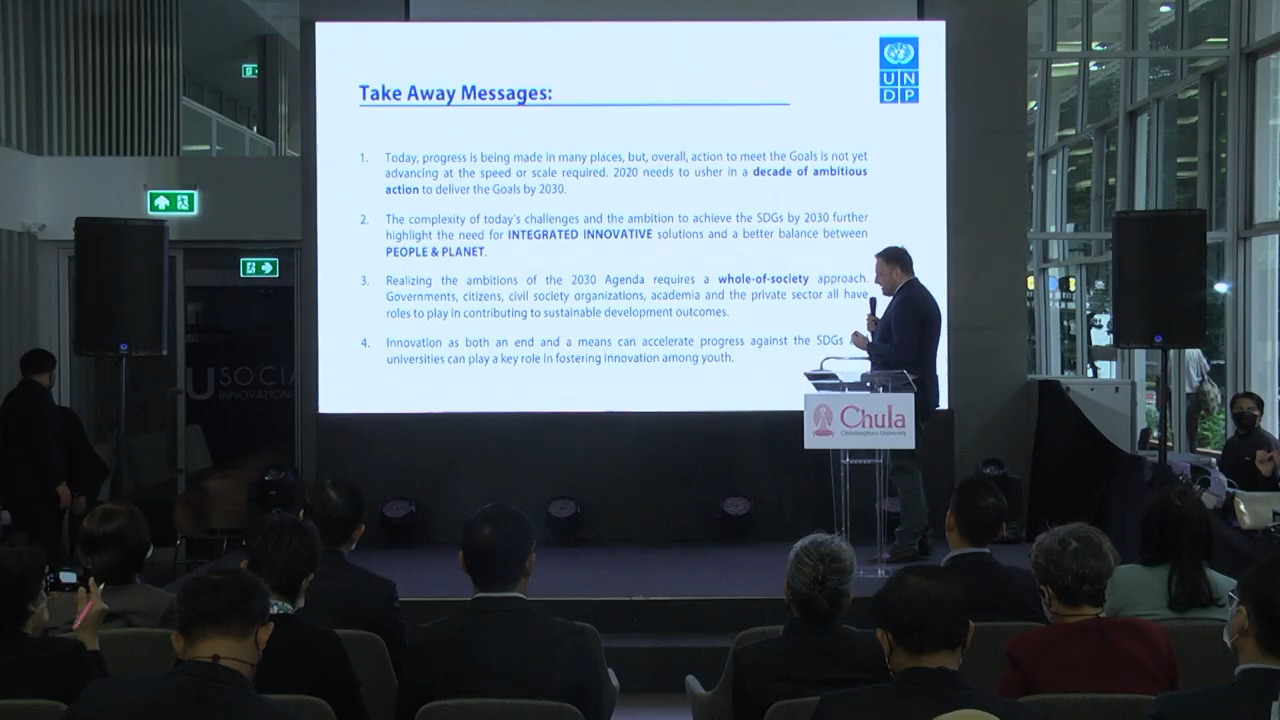 Take Away Messages:
UN
DP
1. Today, progress is being made in many places, but, overall, action to meet the Goals is not yet
advancing at the speed or scale required. 2020 needs to usher in a decade of ambitious
action to deliver the Goals by 2030.
2. The complexity of today's challenges and the ambition to achieve the SDGs by 2030 further
highlight the need for INTEGRATED INNOVATIVE solutions and a better balance between
PEOPLE & PLANET.
3. Realizing the ambitions of the 2030 Agenda requires a whole-of-society approach.
Governments, citizens, civil society organizations, academia and the private sector all have
roles to play in contributing to sustainable development outcomes.
4. Innovation as both an end and a means can accelerate progress against the SDGs
universities can play a key role in fostering innovation among youth.
U SOCIA
INNOVATION
Chula
Chulalongkorn University